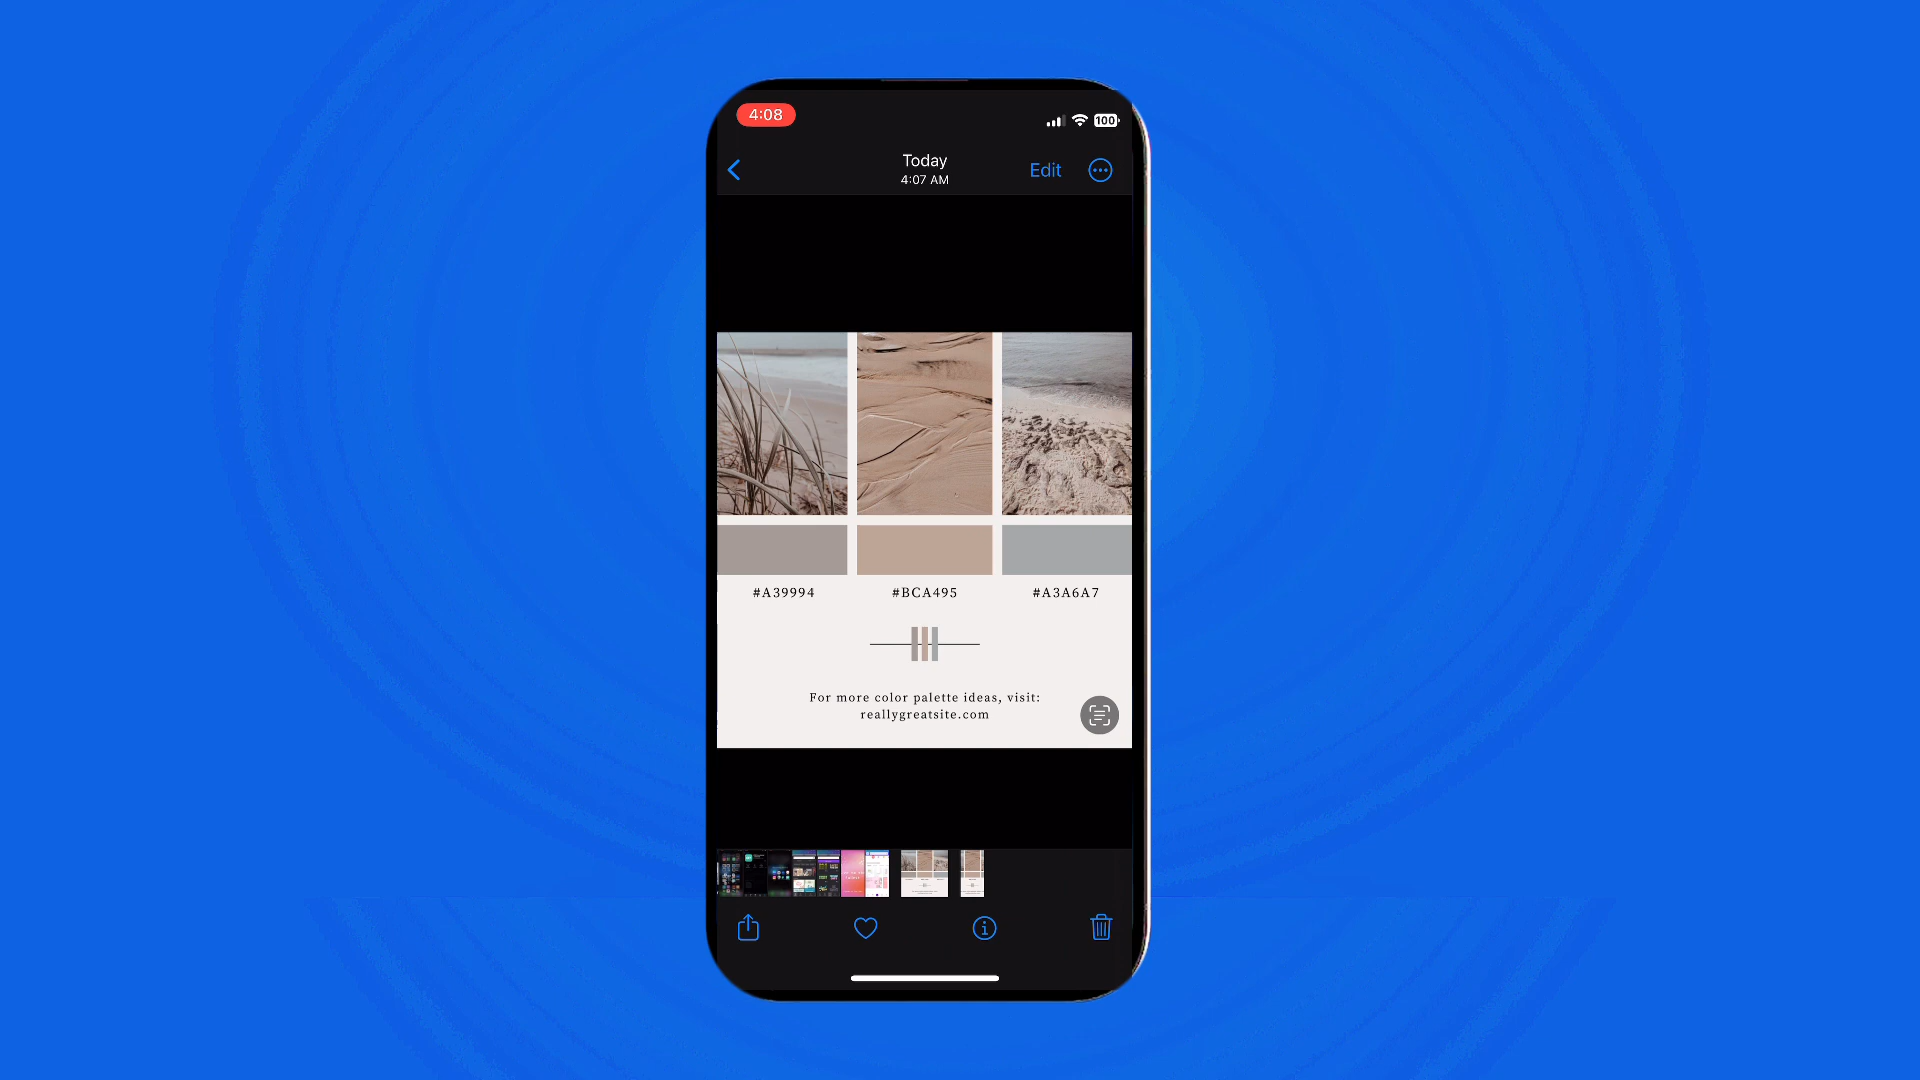 4:08
100
Today
4:07 AM
Edit
#A39994
#BCA495
#A3A6A7
For more color palette ideas, visit:
reallygreatsite.com